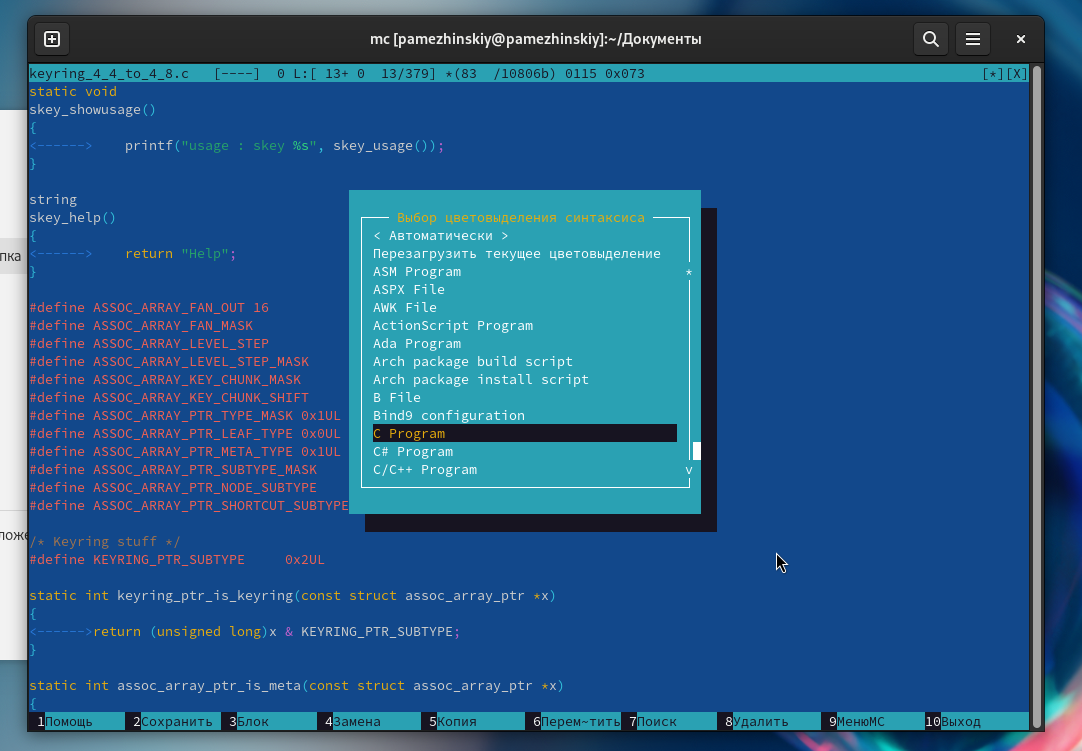 mc [pamezhinskiy@pamezhinskiy]:~/Документы
keyring_4_4_to_4_8.c   [----]  0 L:[ 13+ 0  13/379] *(83  /10806b) 0115 0x073   [*][X]
static void
skey_showusage()
{
<------>    printf("usage : skey %s", skey_usage());
}
string
skey_help()
{
<------>    return "Help";
}
#define ASSOC_ARRAY_FAN_OUT 16
#define ASSOC_ARRAY_FAN_MASK
#define ASSOC_ARRAY_LEVEL_STEP
#define ASSOC_ARRAY_LEVEL_STEP_MASK
#define ASSOC_ARRAY_KEY_CHUNK_MASK
#define ASSOC_ARRAY_KEY_CHUNK_SHIFT
#define ASSOC_ARRAY_PTR_TYPE_MASK 0x1UL
#define ASSOC_ARRAY_PTR_LEAF_TYPE 0x0UL
#define ASSOC_ARRAY_PTR_META_TYPE 0x1UL
#define ASSOC_ARRAY_PTR_SUBTYPE_MASK
#define ASSOC_ARRAY_PTR_NODE_SUBTYPE
#define ASSOC_ARRAY_PTR_SHORTCUT_SUBTYPE
/* Keyring stuff */
#define KEYRING_PTR_SUBTYPE     0x2UL
static int keyring_ptr_is_keyring(const struct assoc_array_ptr *x)
{
<------>return (unsigned long)x & KEYRING_PTR_SUBTYPE;
}
static int assoc_array_ptr_is_meta(const struct assoc_array_ptr *x)
{
Выбор цветовыделения синтаксиса
< Автоматически >
Перезагрузить текущее цветовыделение
ASM Program *
ASPX File
AWK File
ActionScript Program
Ada Program
Arch package build script
Arch package install script
B File
Bind9 configuration
C Program
C# Program
C/C++ Program v
1Помощь 2Сохранить 3Блок 4Замена 5Копия 6Перем~тить 7Поиск 8Удалить 9МенюМС 10Выход
пка
ложе